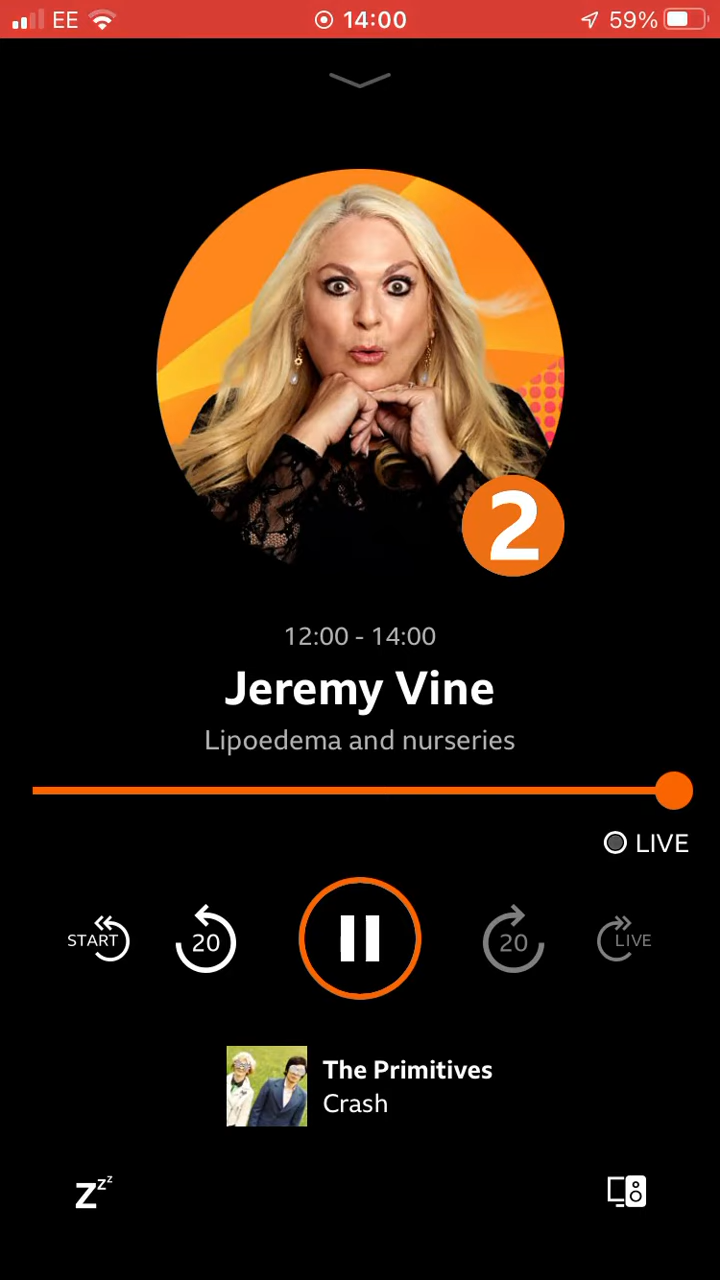 EE 14:00 59%
2
12:00 - 14:00
Jeremy Vine
Lipoedema and nurseries
LIVE
START 20 20 LIVE
The Primitives
Crash
Zzz